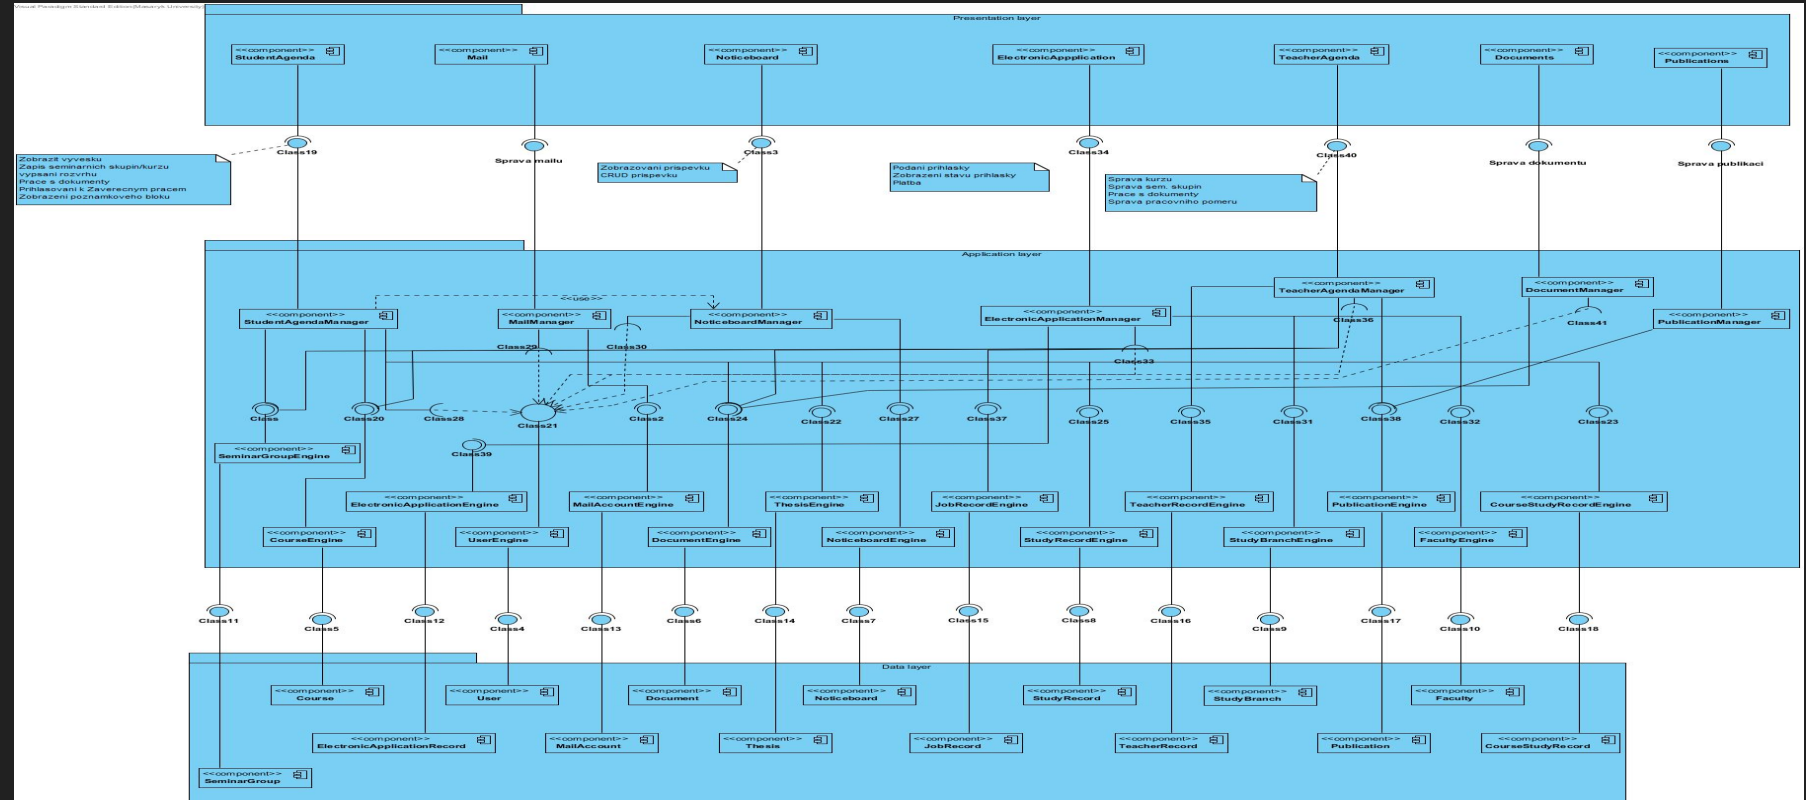 Visual Paradigm Standard Edition(Masaryk University)
Presentation layer
<<component>>
StudentAgenda
<<component>>
Mail
<<component>>
Noticeboard
<<component>>
ElectronicAppplication
<<component>>
TeacherAgenda
<<component>>
Documents
<<component>>
Publications
Class19
Sprava mailu
Class3
Class34
Class40
Sprava dokumentu
Sprava publikaci
Zobrazit vyvesku
Zapis seminarnich skupin/kurzu
vypsani rozvrhu
Prace s dokumenty
Prihlasovani k Zaverecnym pracem
Zobrazeni poznamkoveho bloku
Zobrazovani prispevku
CRUD prispevku
Podani prihlasky
Zobrazeni stavu prihlasky
Platba
Sprava kurzu
Sprava sem. skupin
Prace s dokumenty
Sprava pracovniho pomeru
Application layer
<<use>>
<<component>>
StudentAgendaManager
<<component>>
MailManager
<<component>>
NoticeboardManager
<<component>>
ElectronicApplicationManager
<<component>>
TeacherAgendaManager
<<component>>
DocumentManager
<<component>>
PublicationManager
Class29
Class30
Class33
Class36
Class41
Class
Class20
Class28
Class21
Class2
Class24
Class22
Class27
Class37
Class25
Class35
Class31
Class38
Class32
Class23
Class39
<<component>>
SeminarGroupEngine
<<component>>
ElectronicApplicationEngine
<<component>>
MailAccountEngine
<<component>>
ThesisEngine
<<component>>
JobRecordEngine
<<component>>
TeacherRecordEngine
<<component>>
PublicationEngine
<<component>>
CourseStudyRecordEngine
<<component>>
CourseEngine
<<component>>
UserEngine
<<component>>
DocumentEngine
<<component>>
NoticeboardEngine
<<component>>
StudyRecordEngine
<<component>>
StudyBranchEngine
<<component>>
FacultyEngine
Class11
Class5
Class12
Class4
Class13
Class6
Class14
Class7
Class15
Class8
Class16
Class9
Class17
Class10
Class18
Data layer
<<component>>
Course
<<component>>
User
<<component>>
Document
<<component>>
Noticeboard
<<component>>
StudyRecord
<<component>>
StudyBranch
<<component>>
Faculty
<<component>>
ElectronicApplicationRecord
<<component>>
MailAccount
<<component>>
Thesis
<<component>>
JobRecord
<<component>>
TeacherRecord
<<component>>
Publication
<<component>>
CourseStudyRecord
<<component>>
SeminarGroup